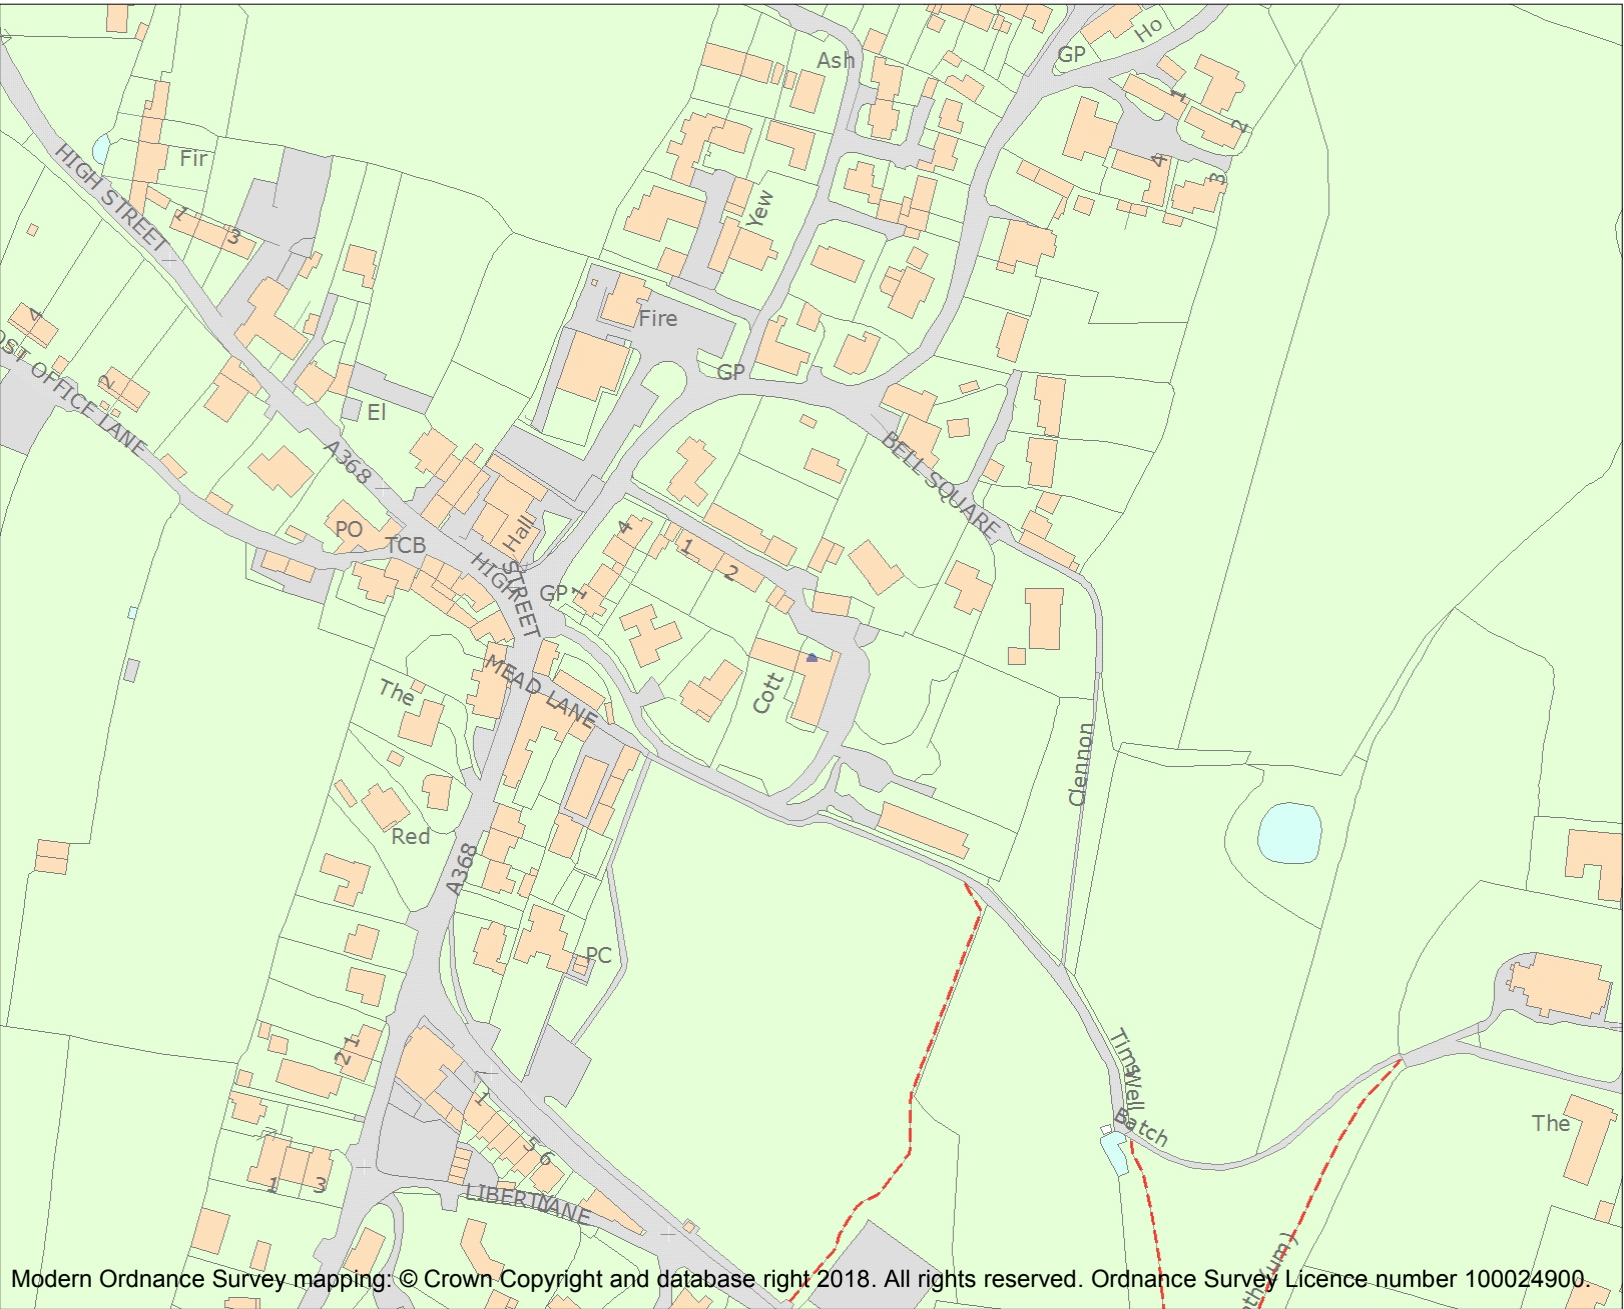 Ash
GP
Ho
1
2
Fir
HIGH STREET
4
3
1
3
Yew
4
Fire
POST OFFICE LANE
2
GP
El
A368
BELL SQUARE
PO
TCB
Hall
4
1
2
HIGH STREET
GP
1
MEAD LANE
The
Cott
Clennon
Red
A368
PC
1
2
Timswell
Batch
The
1
5 6
1
3
LIBERTY LANE
Modern Ordnance Survey mapping: © Crown Copyright and database right 2018. All rights reserved. Ordnance Survey Licence number 100024900.